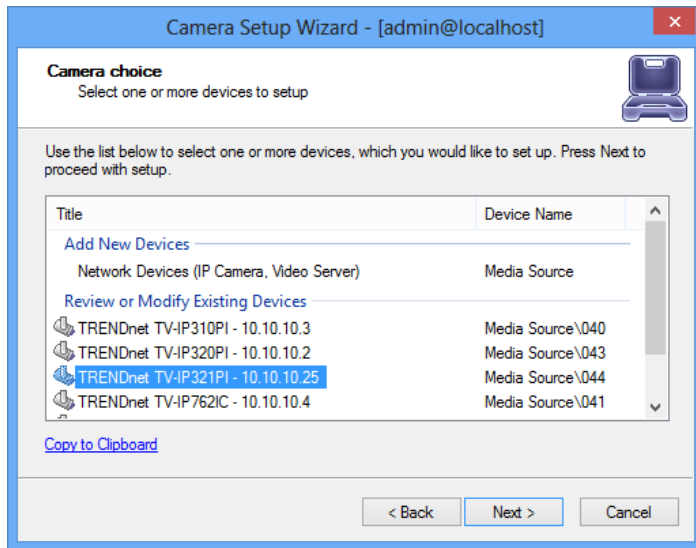 Camera Setup Wizard - [admin@localhost]
Camera choice
Select one or more devices to setup
Use the list below to select one or more devices, which you would like to set up. Press Next to
proceed with setup.
Title Device Name
Add New Devices
Network Devices (IP Camera, Video Server) Media Source
Review or Modify Existing Devices
TRENDnet TV-IP310PI - 10.10.10.3 Media Source\040
TRENDnet TV-IP320PI - 10.10.10.2 Media Source\043
TRENDnet TV-IP321PI - 10.10.10.25 Media Source\044
TRENDnet TV-IP762IC - 10.10.10.4 Media Source\041
Copy to Clipboard
< Back Next > Cancel